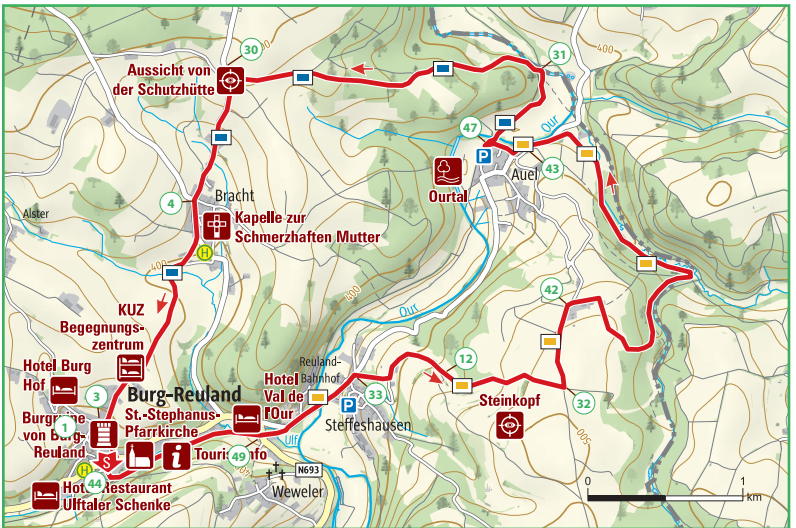 30
31
400
Aussicht von
der Schutzhütte
47
P
Our
43
Auel
Ourtal
4
Bracht
Alster
Kapelle zur
Schmerzhaften Mutter
H
400
400
Our
42
KUZ
Begegnungs-
zentrum
Hotel Burg
Hof
3
Burg-Reuland
Reuland-
Bahnhof
12
Hotel
Val de
l'Our
33
32
P
Steffeshausen
Steinkopf
500
1
von Burg-
Reuland
St.-Stephanus-
Pfarrkirche
S
i
49
Ulf
N693
Weweler
H
44
Ulftaler Schenke
0
1
km